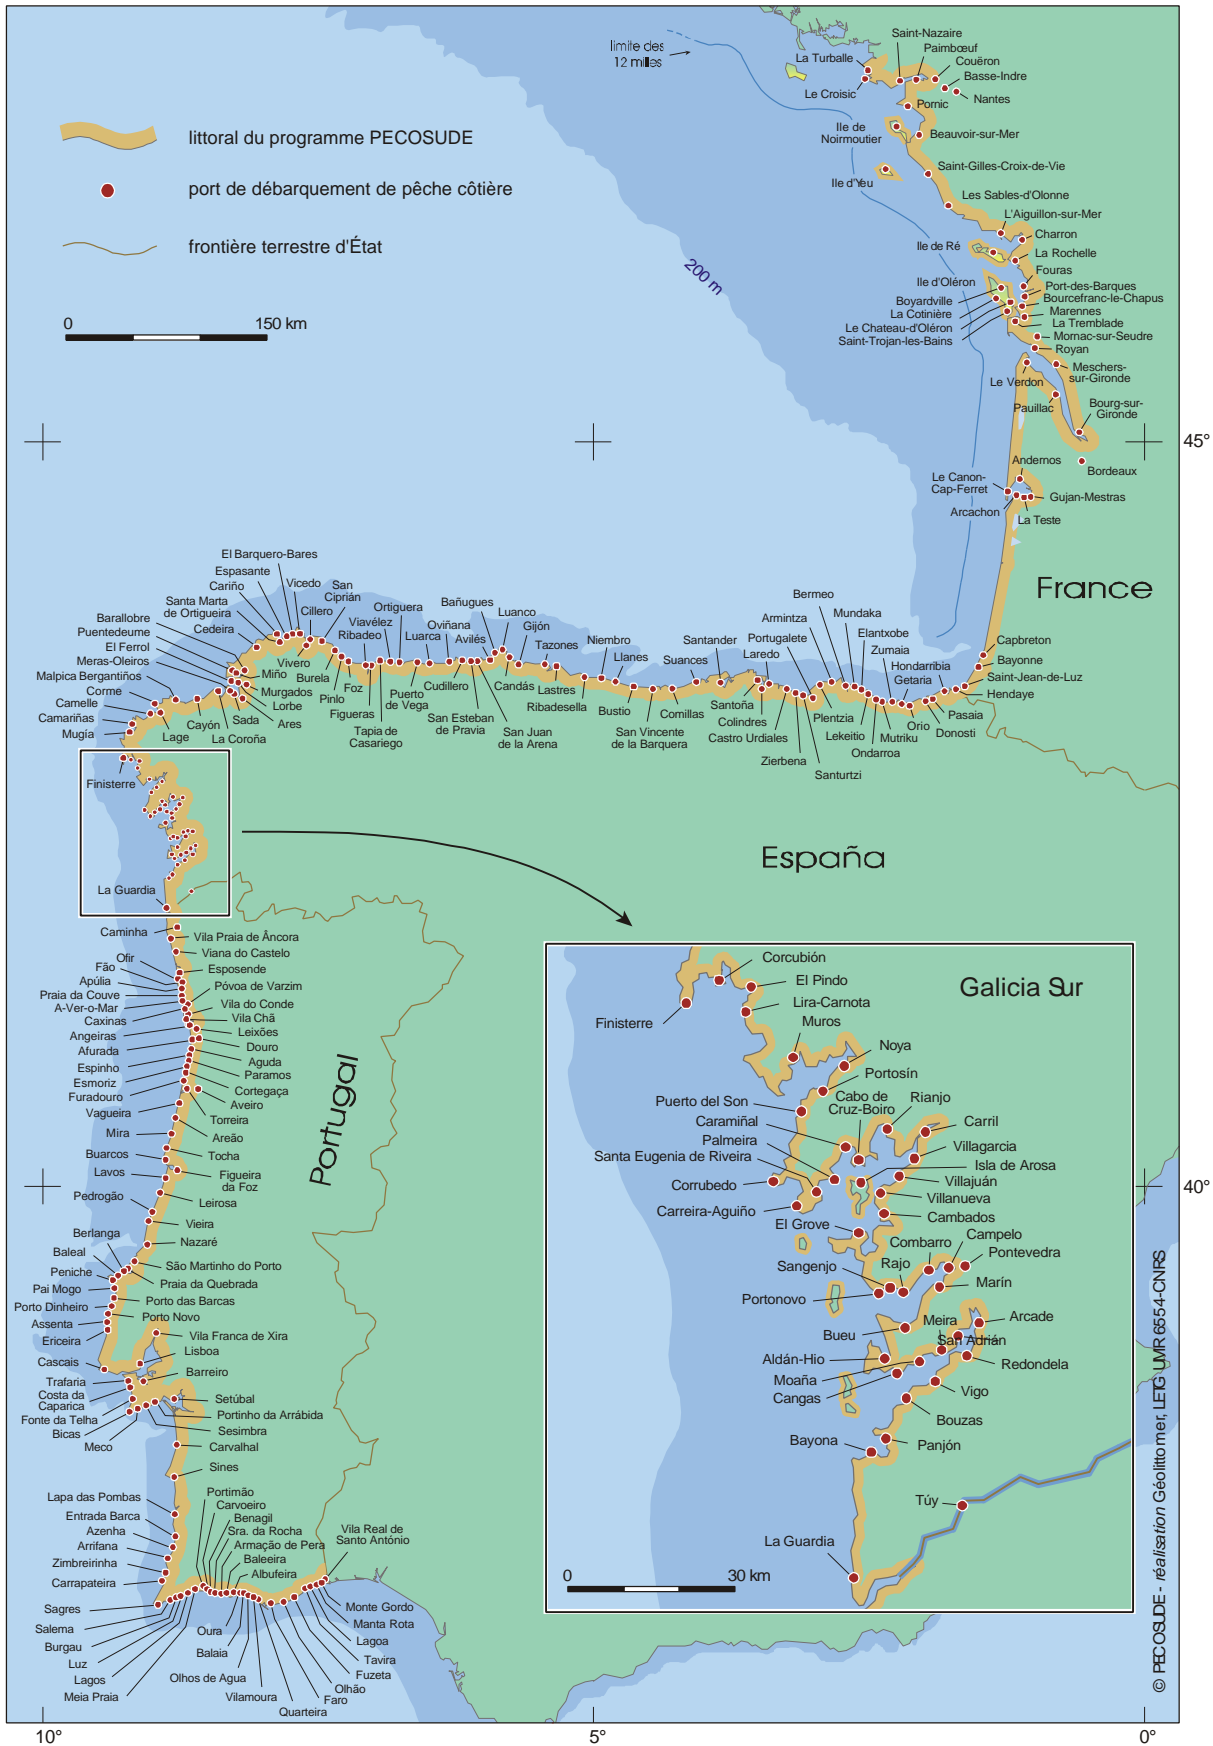 limite des
12 milles
La Turballe
Le Croisic
Saint-Nazaire
Paimbœuf
Couëron
Basse-Indre
Nantes
Pornic
Ile de
Noirmoutier
Beauvoir-sur-Mer
Ile d'Yeu
Saint-Gilles-Croix-de-Vie
Les Sables-d'Olonne
L'Aiguillon-sur-Mer
Charron
Ile de Ré
La Rochelle
Fouras
Ile d'Oléron
Port-des-Barques
Boyardville
Bourcefranc-le-Chapus
La Cotinière
Marennes
Le Chateau-d'Oléron
La Tremblade
Saint-Trojan-les-Bains
Mornac-sur-Seudre
Royan
Le Verdon
Meschers-
sur-Gironde
Pauillac
Bourg-sur-
Gironde
Bordeaux
Andernos
Le Canon-
Cap-Ferret
Arcachon
Gujan-Mestras
La Teste
littoral du programme PECOSUDE
port de débarquement de pêche côtière
frontière terrestre d'État
0 150 km
200 m
45°
France
Capbreton
Bayonne
Saint-Jean-de-Luz
Hendaye
El Barquero-Bares
Espasante
Cariño
Santa Marta
de Ortigueira
Cedeira
Vicedo
Cillero
San
Ciprián
Barallobre
Puentedeume
El Ferrol
Meras-Oleiros
Malpica Bergantiños
Corme
Camelle
Camariñas
Mugía
Lage
Cayón
La Coroña
Sada
Ares
Lorbe
Murgados
Miño
Vivero
Burela
Pinlo
Foz
Figueras
Tapia de
Casariego
Ribadeo
Viavélez
Ortiguera
Puerto
de Vega
Luarca
Oviñana
Cudillero
San Esteban
de Pravia
San Juan
de la Arena
Avilés
Bañugues
Luanco
Gijón
Candás
Tazones
Lastres
Ribadesella
Niembro
Llanes
Bustio
San Vincente
de la Barquera
Comillas
Suances
Santander
Santoña
Laredo
Colindres
Castro Urdiales
Portugalete
Zierbena
Santurtzi
Armintza
Plentzia
Bermeo
Mundaka
Elantxobe
Lekeitio
Ondarroa
Mutriku
Zumaia
Getaria
Orio
Hondarribia
Donosti
Pasaia
Finisterre
La Guardia
España
Portugal
Caminha
Vila Praia de Âncora
Viana do Castelo
Ofir
Fão
Esposende
Apúlia
Póvoa de Varzim
Praia da Couve
A-Ver-o-Mar
Vila do Conde
Caxinas
Vila Chã
Angeiras
Leixões
Afurada
Douro
Espinho
Aguda
Esmoriz
Paramos
Furadouro
Cortegaça
Vagueira
Aveiro
Torreira
Mira
Areão
Buarcos
Tocha
Lavos
Figueira
da Foz
Pedrogão
Leirosa
Vieira
Berlanga
Nazaré
Baleal
São Martinho do Porto
Peniche
Praia da Quebrada
Pai Mogo
Porto das Barcas
Porto Dinheiro
Porto Novo
Assenta
Ericeira
Vila Franca de Xira
Lisboa
Cascais
Barreiro
Trafaria
Costa da
Caparica
Setúbal
Fonte da Telha
Portinho da Arrábida
Bicas
Sesimbra
Meco
Carvalhal
Sines
Lapa das Pombas
Entrada Barca
Azenha
Arrifana
Zimbreirinha
Carrapateira
Portimão
Carvoeiro
Benagil
Sra. da Rocha
Armação de Pera
Baleeira
Albufeira
Vila Real de
Santo António
Sagres
Salema
Burgau
Luz
Lagos
Meia Praia
Oura
Balaia
Olhos de Agua
Vilamoura
Quarteira
Faro
Olhão
Fuzeta
Tavira
Lagoa
Manta Rota
Monte Gordo
Galicia Sur
Corcubión
El Pindo
Lira-Carnota
Finisterre
Muros
Noya
Portosín
Puerto del Son
Cabo de
Cruz-Boiro
Rianjo
Caramiñal
Carril
Palmeira
Villagarcia
Santa Eugenia de Riveira
Isla de Arosa
Corrubedo
Villajuán
Villanueva
Carreira-Aguiño
Cambados
El Grove
Combarro
Campelo
Pontevedra
Sangenjo
Rajo
Marín
Portonovo
Meira
Arcade
Bueu
San Adrián
Aldán-Hio
Redondela
Moaña
Cangas
Vigo
Bouzas
Bayona
Panjón
Túy
La Guardia
0 30 km
40°
10°
5°
0°
© PECOSUDE - réalisation Géolittomer, LETG UMR 6554-CNRS